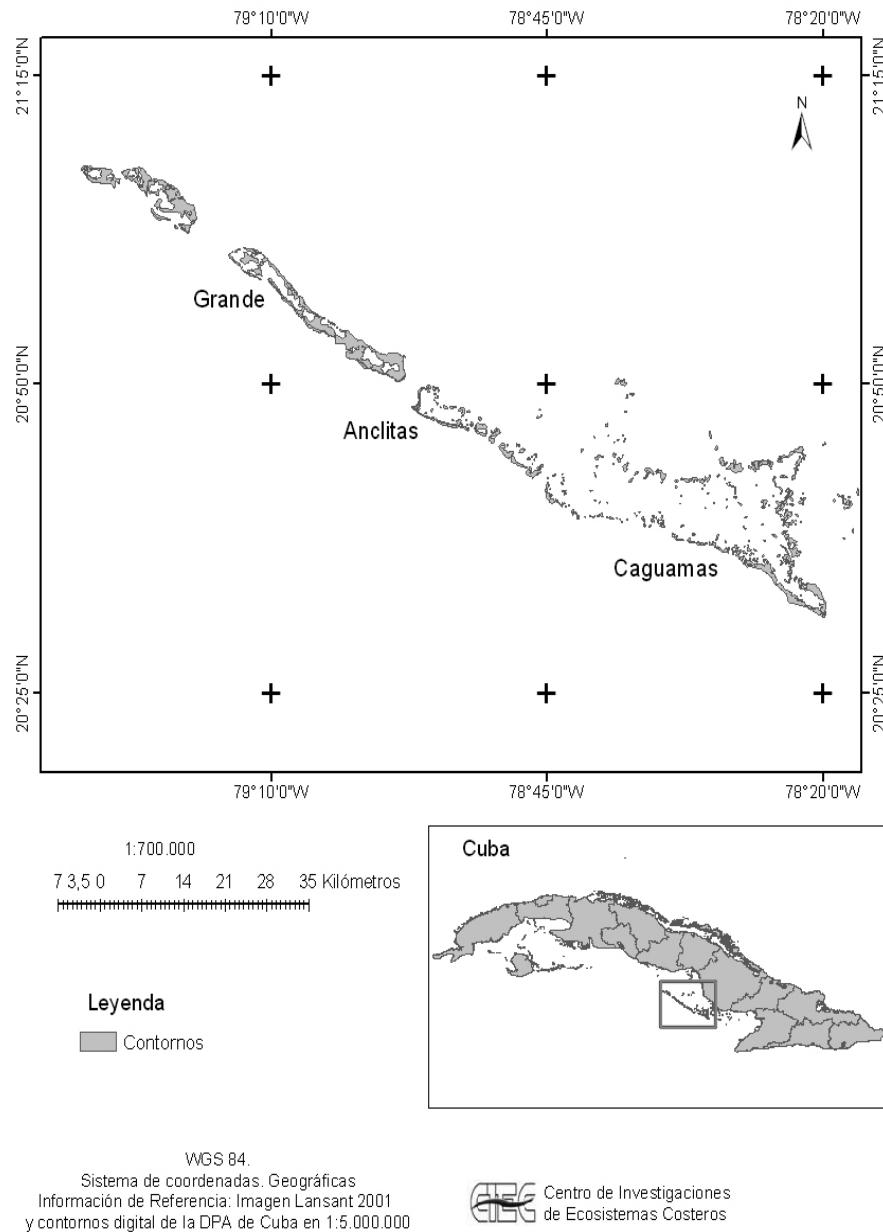 79°10'0"W 78°45'0"W 78°20'0"W
21°15'0"N 21°15'0"N
N
Grande
20°50'0"N 20°50'0"N
Anclitas
Caguamas
20°25'0"N 20°25'0"N
79°10'0"W 78°45'0"W 78°20'0"W
1:700.000
7 3,5 0 7 14 21 28 35 Kilómetros
Leyenda
Contornos
Cuba
WGS 84.
Sistema de coordenadas. Geográficas
Información de Referencia: Imagen Lansant 2001
y contornos digital de la DPA de Cuba en 1:5.000.000
CIEC
Centro de Investigaciones
de Ecosistemas Costeros